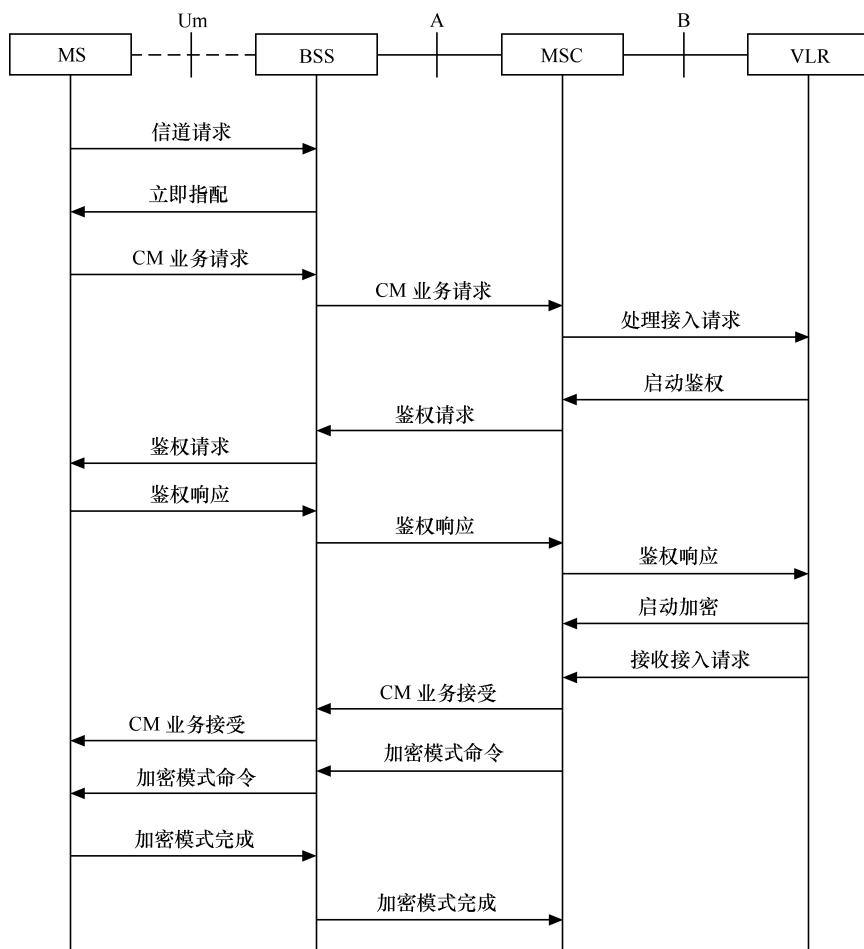 Um
A
B
MS
BSS
MSC
VLR
信道请求
立即指配
CM 业务请求
CM 业务请求
处理接入请求
启动鉴权
鉴权请求
鉴权请求
鉴权响应
鉴权响应
鉴权响应
启动加密
接收接入请求
CM 业务接受
CM 业务接受
加密模式命令
加密模式命令
加密模式完成
加密模式完成